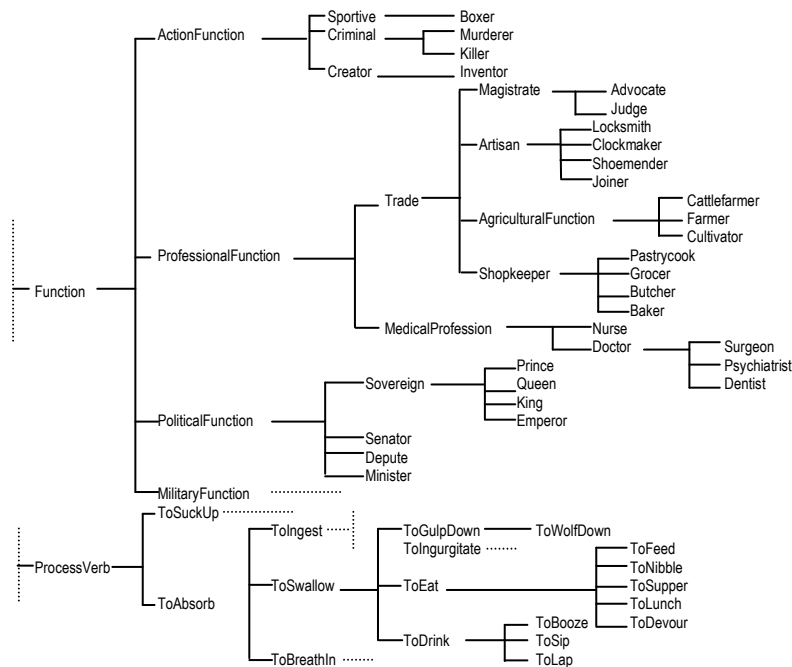 Sportive Boxer
ActionFunction Criminal Murderer
Killer
Creator Inventor
Magistrate Advocate
Judge
Locksmith
Artisan Clockmaker
Shoemender
Joiner
Trade Cattlefarmer
AgriculturalFunction Farmer
Cultivator
ProfessionalFunction Pastrycook
Shopkeeper Grocer
Function Butcher
Baker
MedicalProfession Nurse
Doctor Surgeon
Psychiatrist
Dentist
Prince
Sovereign Queen
King
PoliticalFunction Emperor
Senator
Depute
Minister
MilitaryFunction
ToSuckUp
ToIngest ToGulpDown ToWolfDown
ToIngurgitate ToFeed
ProcessVerb ToNibble
ToSwallow ToEat ToSupper
ToAbsorb ToLunch
ToBooze ToDevour
ToDrink ToSip
ToBreathIn ToLap